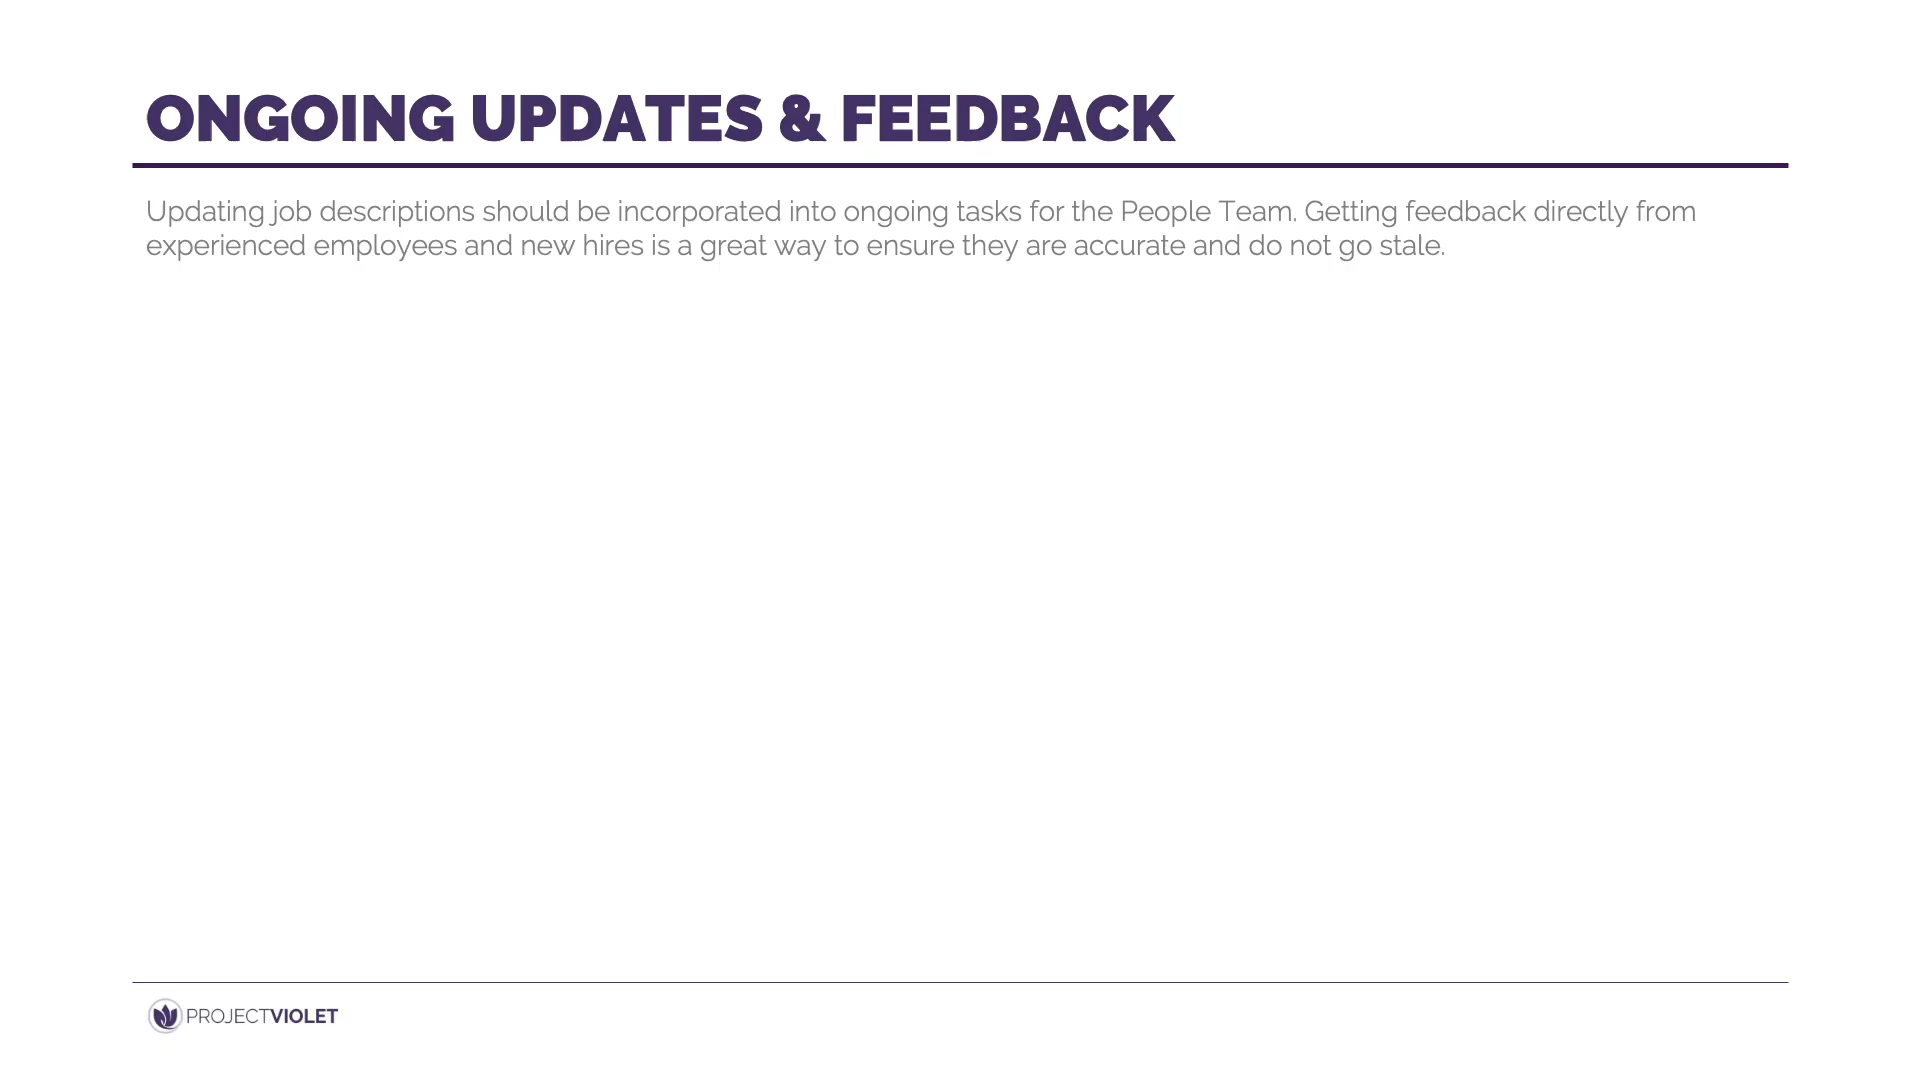 ONGOING UPDATES & FEEDBACK
Updating job descriptions should be incorporated into ongoing tasks for the People Team. Getting feedback directly from
experienced employees and new hires is a great way to ensure they are accurate and do not go stale.
PROJECTVIOLET